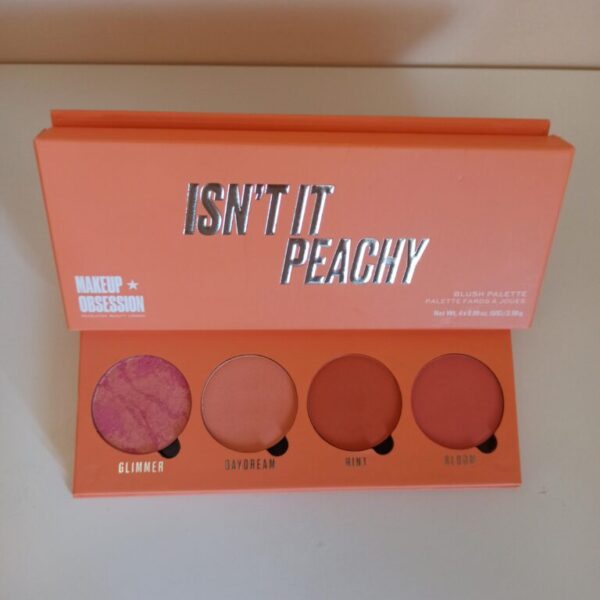 ISN'T IT
PEACHY
MAKEUP
OBSESSION
BLUSH PALETTE
PALETTE FARDS A JOUES
GLIMMER
DAYDREAM
HINT
BLOOM